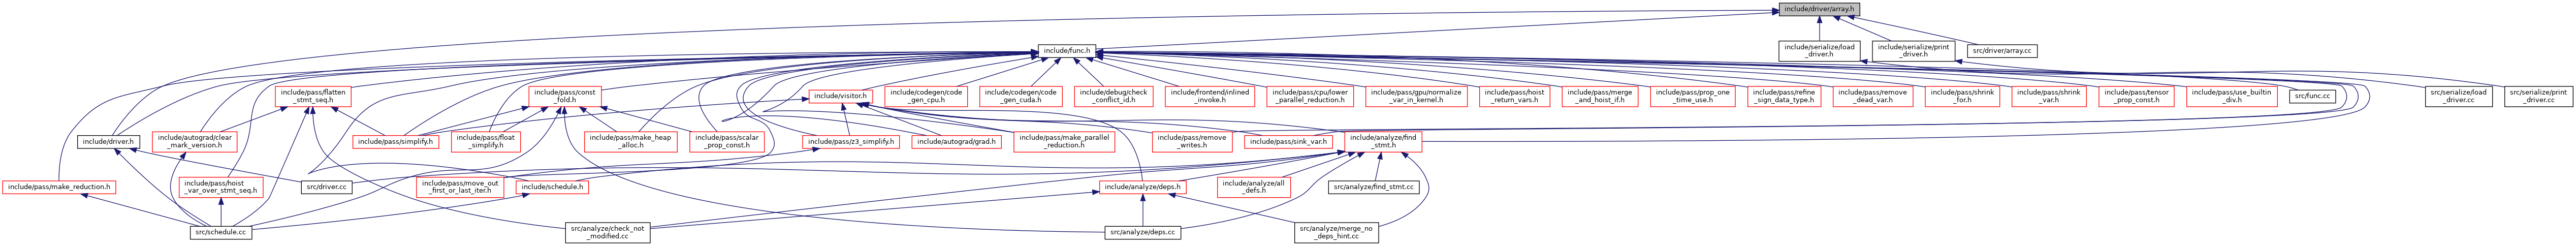 include/driver/array.h
include/func.h
include/serialize/load
_driver.h
include/serialize/print
_driver.h
src/driver/array.cc
include/pass/flatten
_stmt_seq.h
include/pass/const
_fold.h
include/visitor.h
include/codegen/code
_gen_cpu.h
include/codegen/code
_gen_cuda.h
include/debug/check
_conflict_id.h
include/frontend/inlined
_invoke.h
include/pass/cpu/lower
_parallel_reduction.h
include/pass/gpu/normalize
_var_in_kernel.h
include/pass/hoist
_return_vars.h
include/pass/merge
_and_hoist_if.h
include/pass/prop_one
_time_use.h
include/pass/refine
_sign_data_type.h
include/pass/remove
_dead_var.h
include/pass/shrink
_for.h
include/pass/shrink
_var.h
include/pass/tensor
_prop_const.h
include/pass/use_builtin
_div.h
src/func.cc
src/serialize/load
_driver.cc
src/serialize/print
_driver.cc
include/driver.h
include/autograd/clear
_mark_version.h
include/pass/simplify.h
include/pass/float
_simplify.h
include/pass/make_heap
_alloc.h
include/pass/scalar
_prop_const.h
include/pass/z3_simplify.h
include/autograd/grad.h
include/pass/make_parallel
_reduction.h
include/pass/remove
_writes.h
include/pass/sink_var.h
include/analyze/find
_stmt.h
include/pass/make_reduction.h
include/pass/hoist
_var_over_stmt_seq.h
src/driver.cc
include/pass/move_out
_first_or_last_iter.h
include/schedule.h
include/analyze/deps.h
include/analyze/all
_defs.h
src/analyze/find_stmt.cc
src/schedule.cc
src/analyze/check_not
_modified.cc
src/analyze/deps.cc
src/analyze/merge_no
_deps_hint.cc